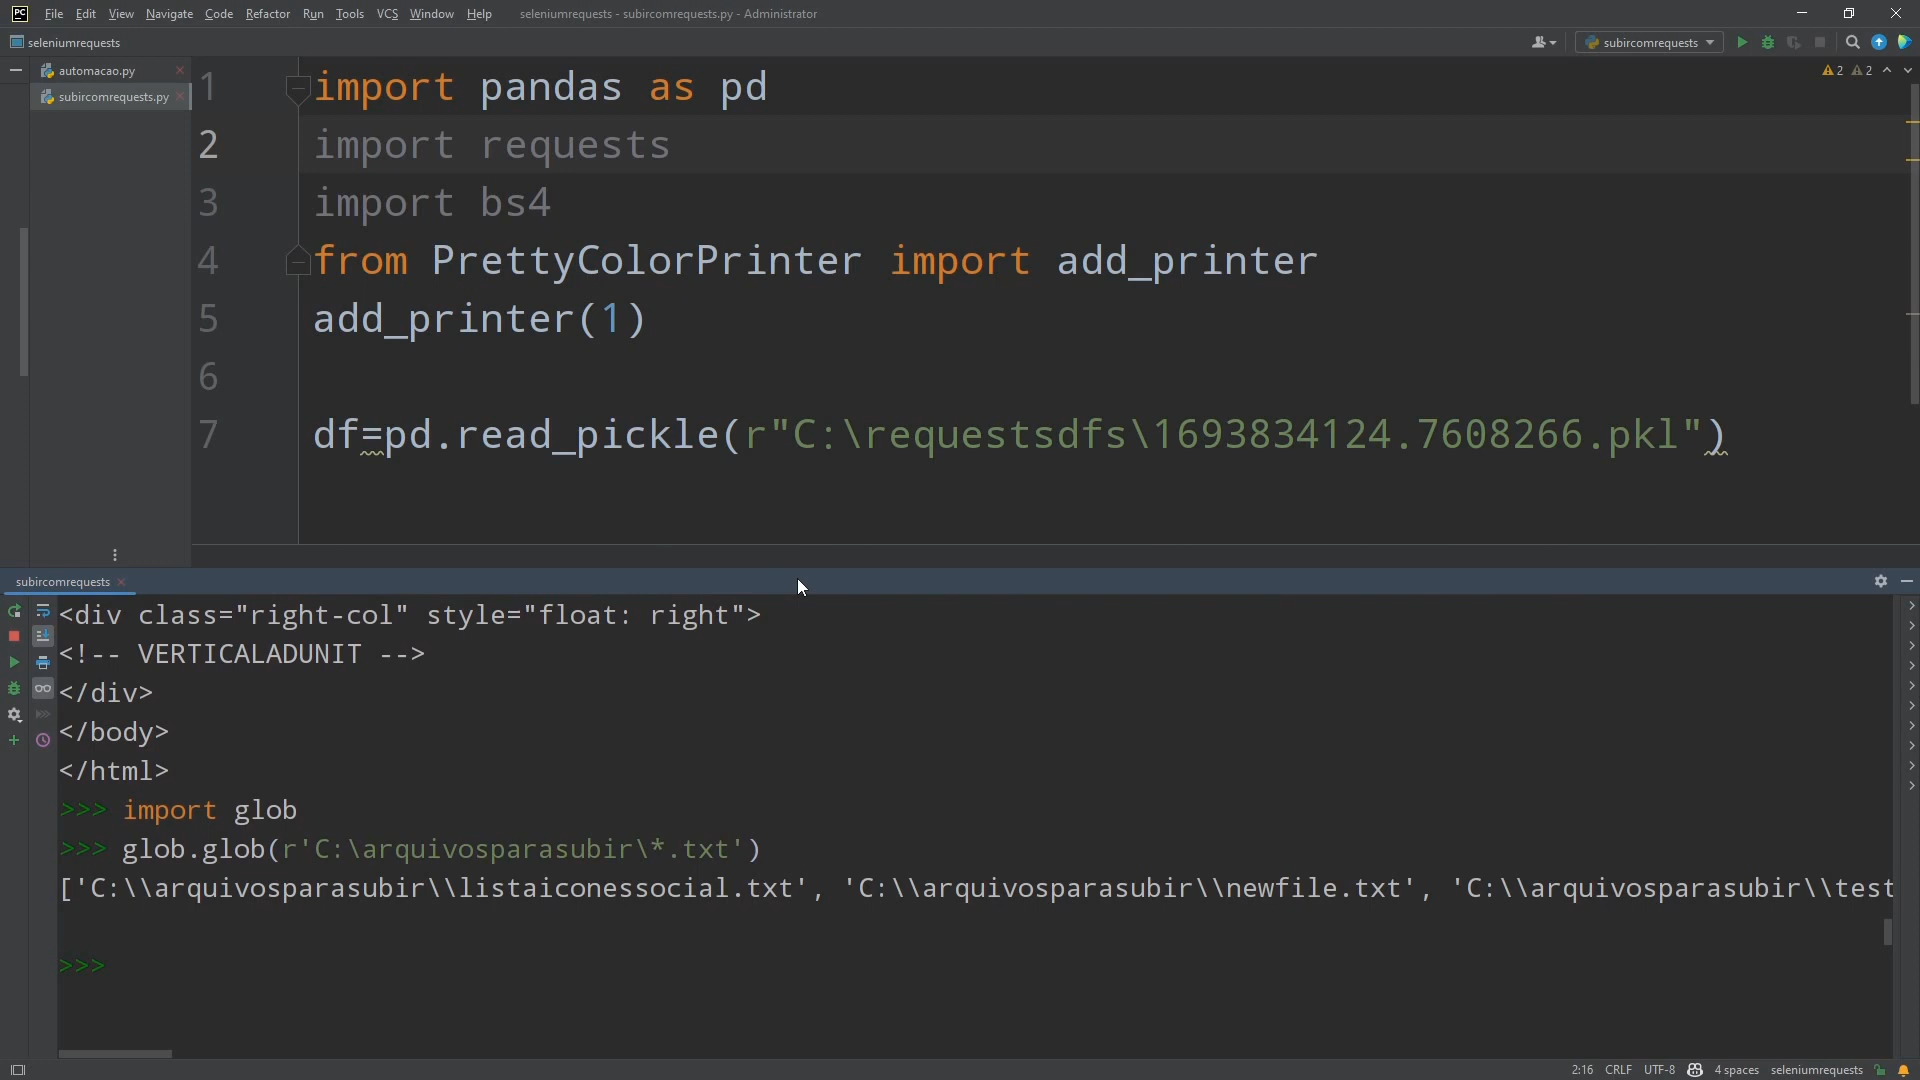 PC File Edit View Navigate Code Refactor Run Tools VCS Window Help seleniumrequests - subircomrequests.py - Administrator
seleniumrequests subircomrequests
automacao.py
subircomrequests.py
2 2
1 import pandas as pd
2 import requests
3 import bs4
4 from PrettyColorPrinter import add_printer
5 add_printer(1)
6
7 df=pd.read_pickle(r"C:\requestsdfs\1693834124.7608266.pkl")
subircomrequests
<div class="right-col" style="float: right">
<!-- VERTICALADUNIT -->
</div>
</body>
</html>
>>> import glob
>>> glob.glob(r'C:\arquivosparasubir\*.txt')
['C:\\arquivosparasubir\\listaiconessocial.txt', 'C:\\arquivosparasubir\\newfile.txt', 'C:\\arquivosparasubir\\test
>>>
2:16 CRLF UTF-8 4 spaces seleniumrequests